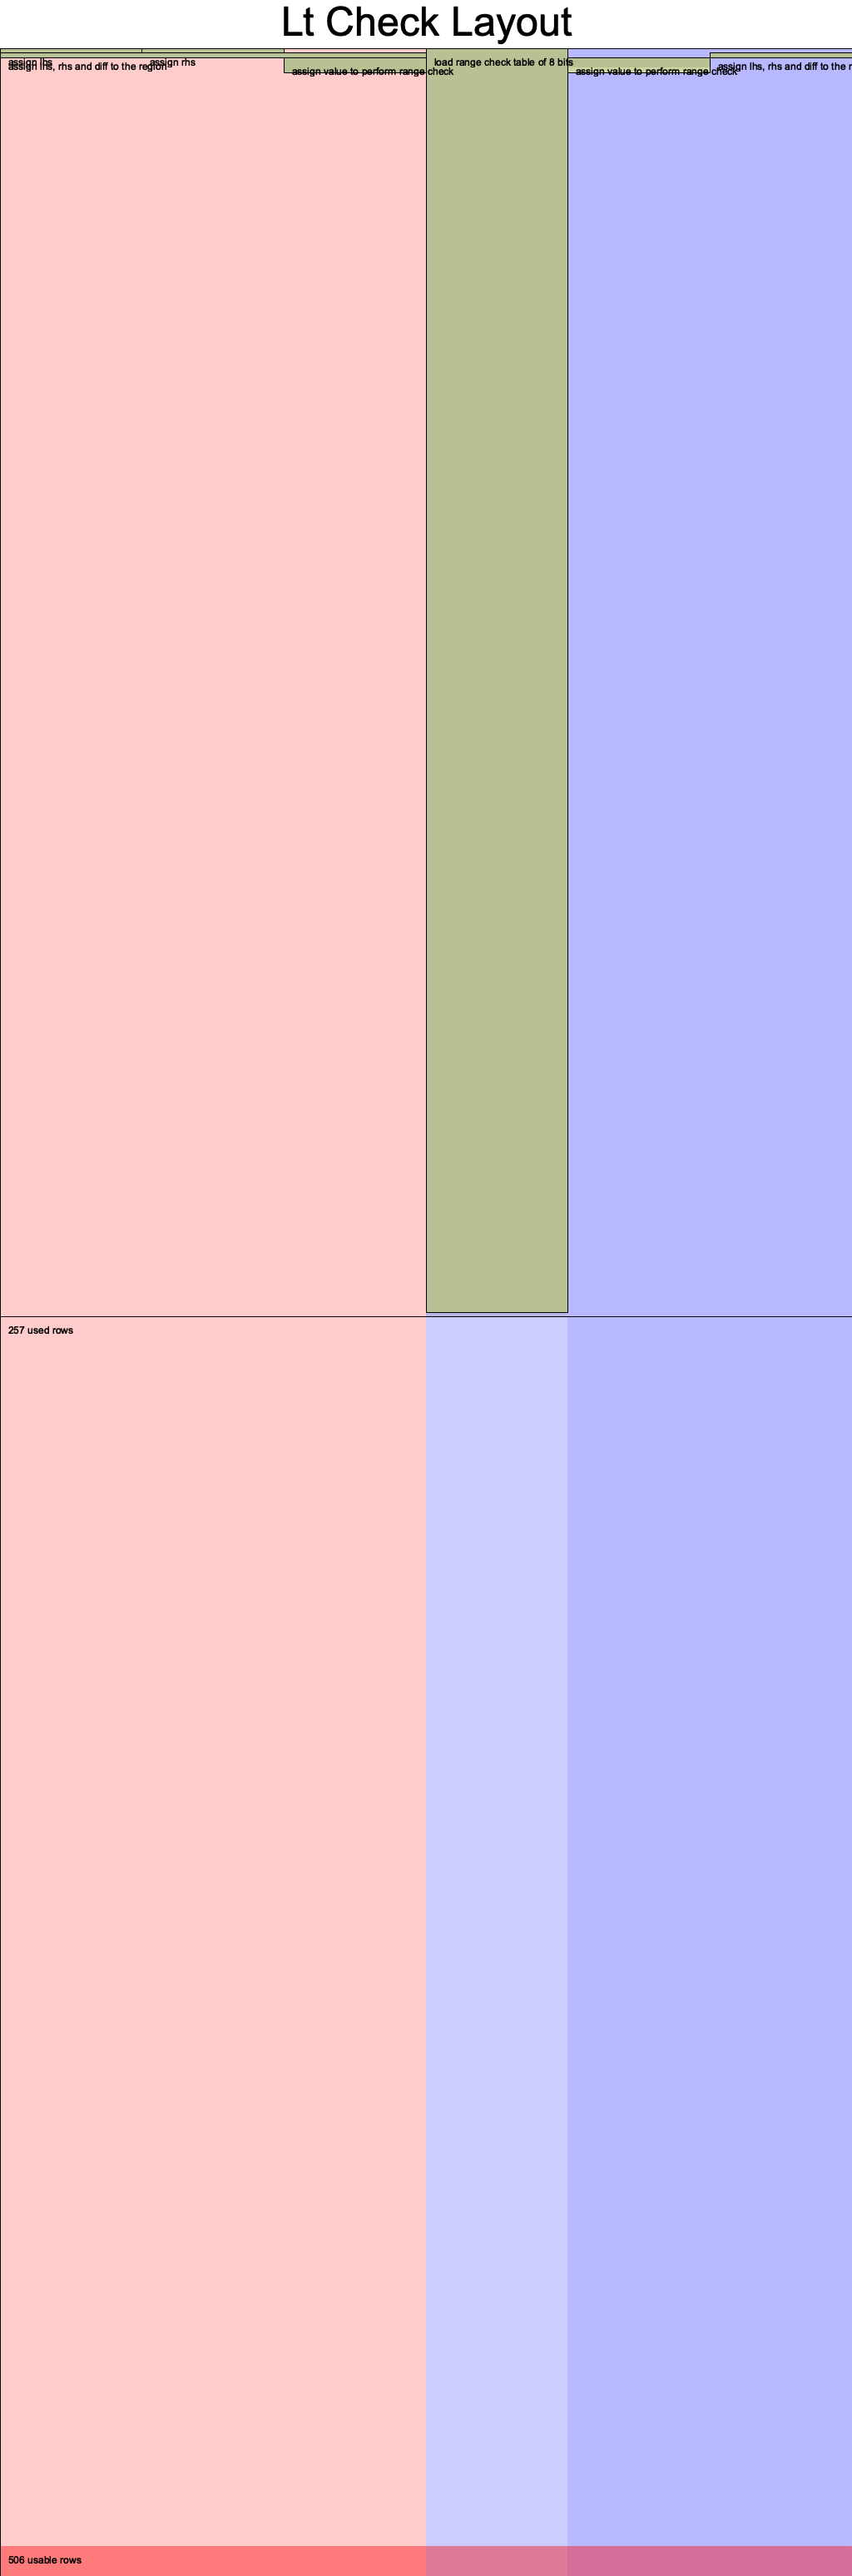 Lt Check Layout
assign lhs
assign rhs
load range check table of 8 bits
assign lhs, rhs and diff to the region
assign lhs, rhs and diff to the r
assign value to perform range check
assign value to perform range check
257 used rows
506 usable rows